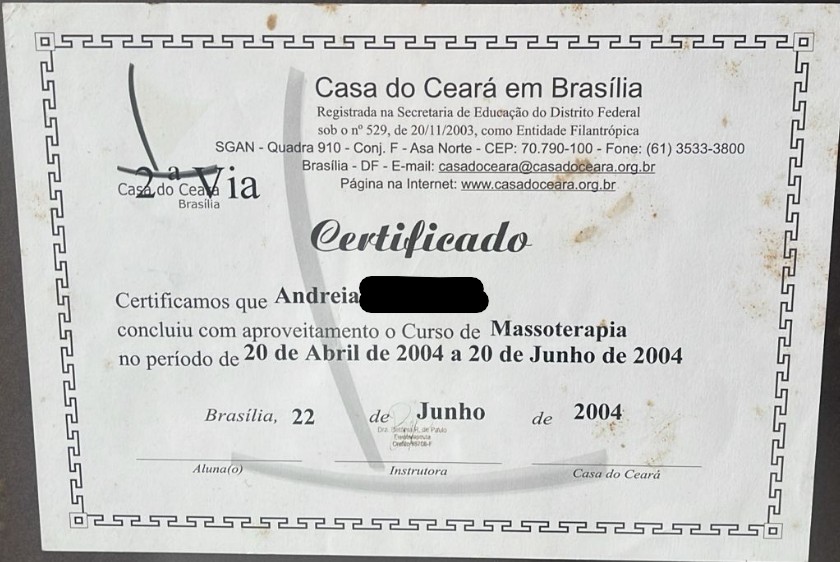 Casa do Ceará em Brasília
Registrada na Secretaria de Educação do Distrito Federal
sob o nº 529, de 20/11/2003, como Entidade Filantrópica
SGAN - Quadra 910 - Conj. F - Asa Norte - CEP: 70.790-100 - Fone: (61) 3533-3800
Brasília - DF - E-mail: casadoceara@casadoceara.org.br
Página na Internet: www.casadoceara.org.br
2ª Via
Casa do Ceará
Brasília
Certificado
Certificamos que Andreia
concluiu com aproveitamento o Curso de Massoterapia
no período de 20 de Abril de 2004 a 20 de Junho de 2004
Brasília, 22 de Junho de 2004
Aluna(o)
Instrutora
Casa do Ceará